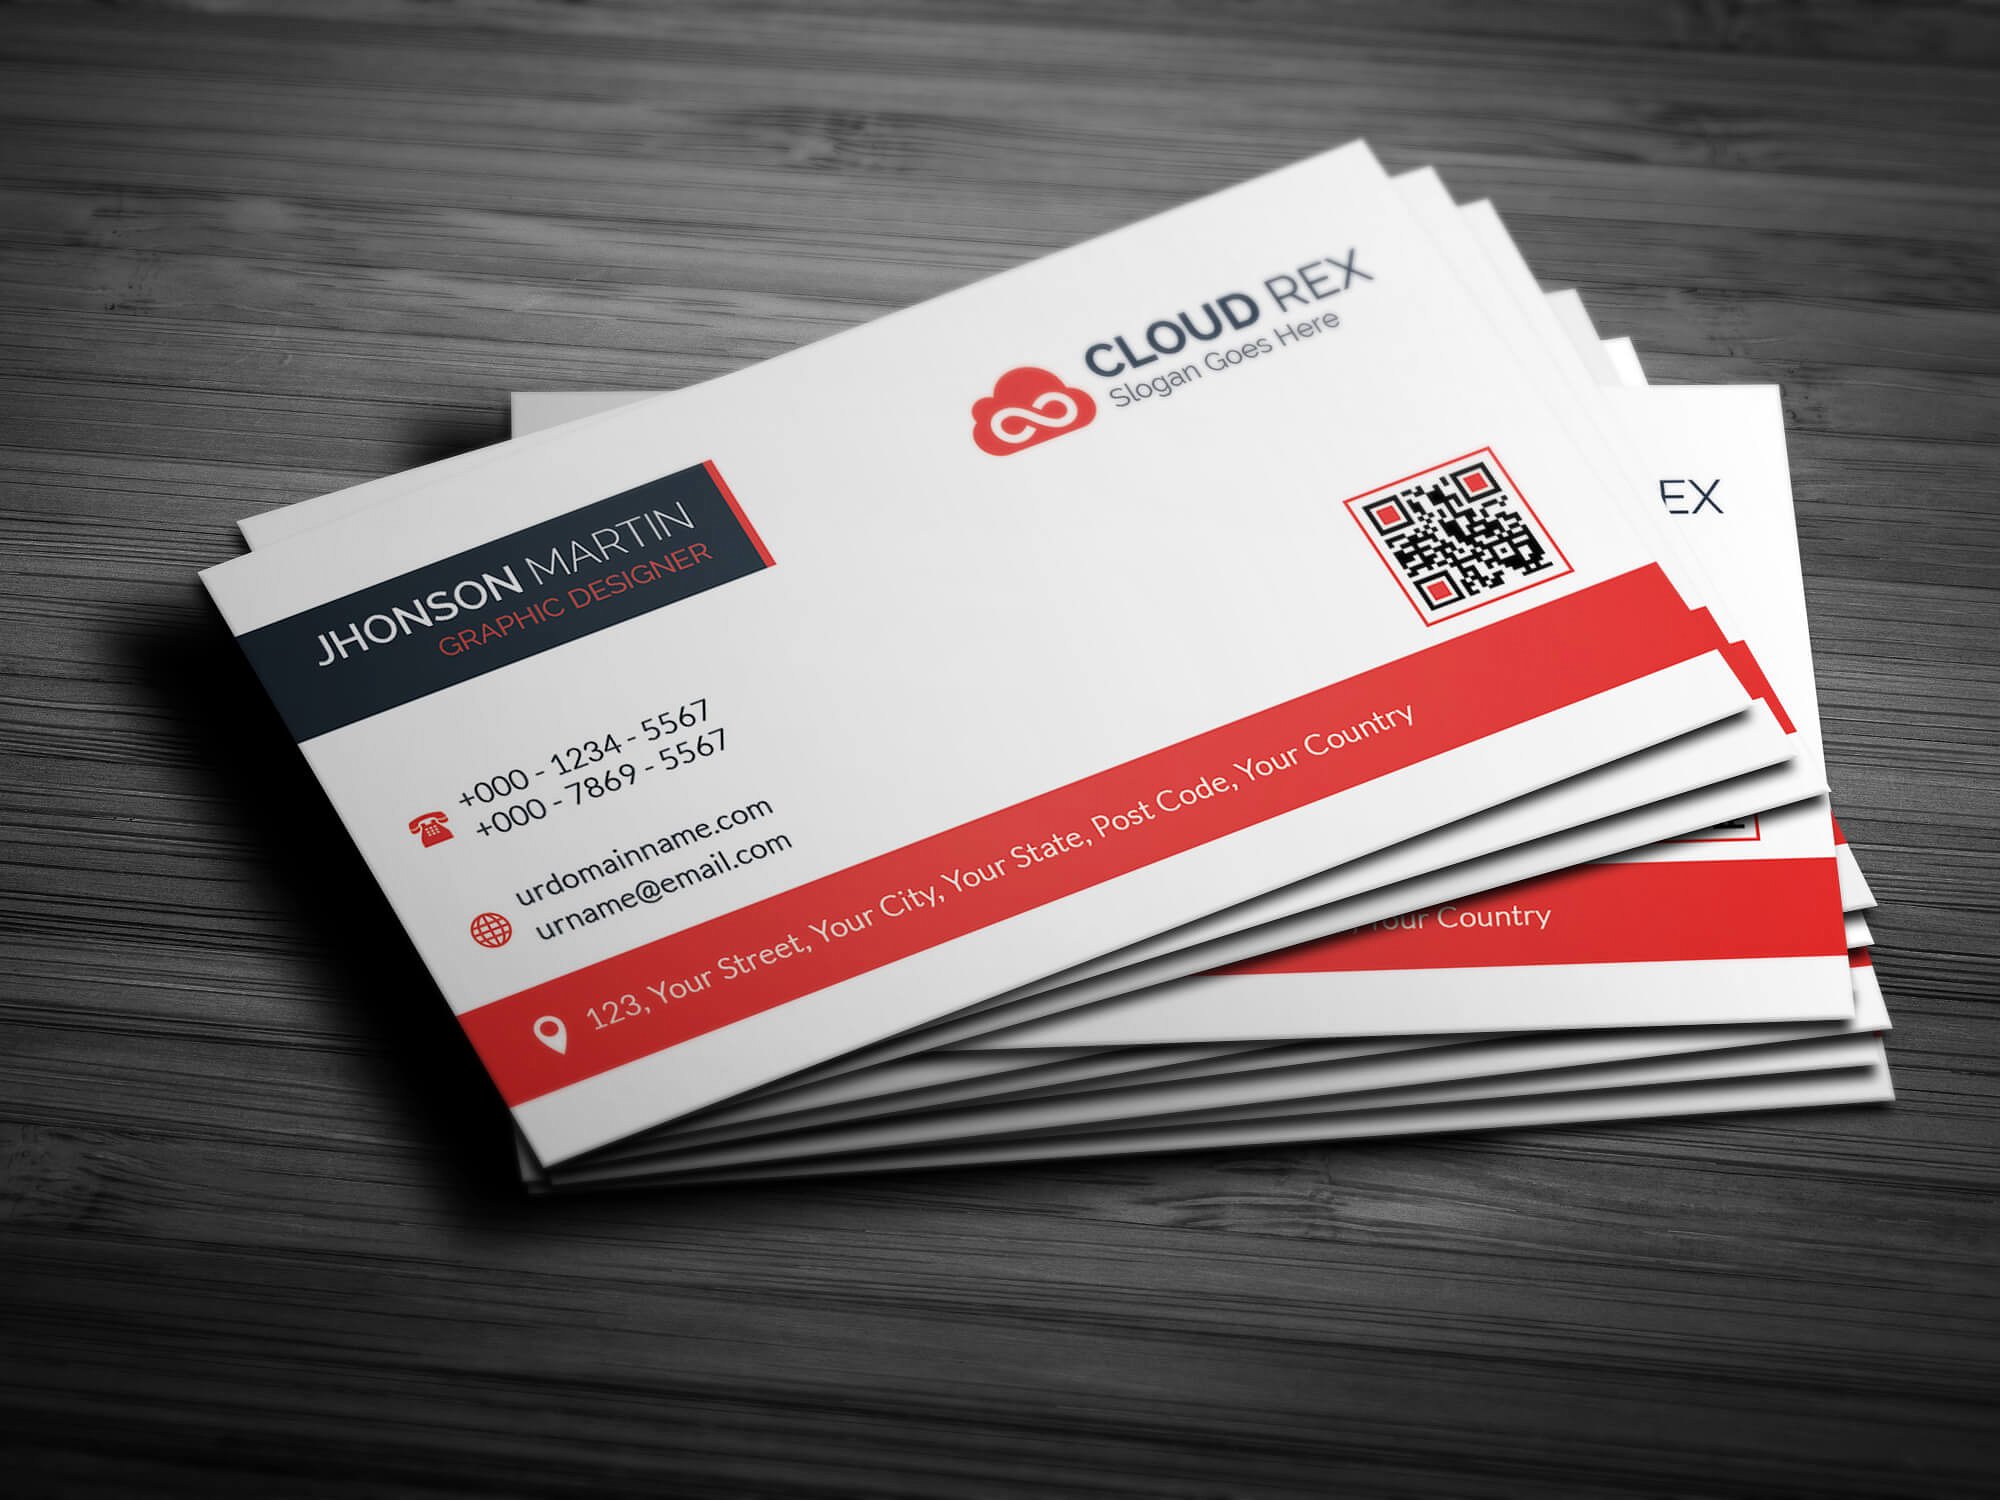 CLOUD REX
Slogan Goes Here
JHONSON MARTIN
GRAPHIC DESIGNER
+000 - 1234 - 5567
+000 - 7869 - 5567
urdomainname.com
urname@email.com
123, Your Street, Your City, Your State, Post Code, Your Country
EX
, Your Country